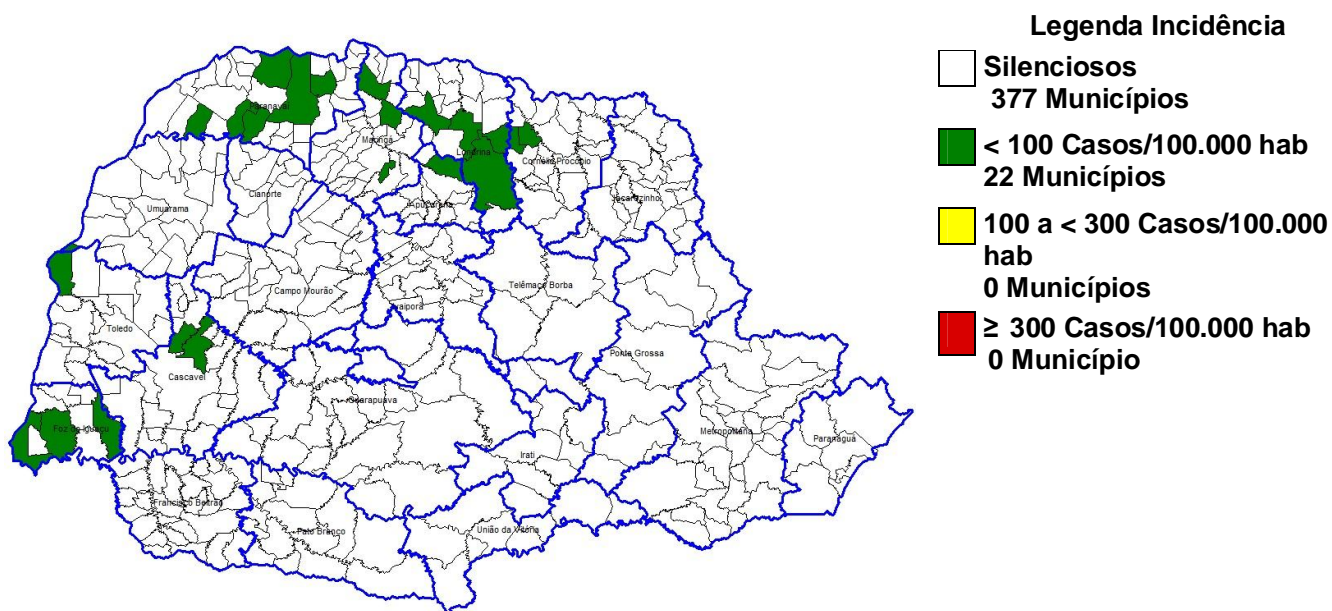 Legenda Incidência
Silenciosos
377 Municípios
< 100 Casos/100.000 hab
22 Municípios
100 a < 300 Casos/100.000
hab
0 Municípios
≥ 300 Casos/100.000 hab
0 Município
Paranavaí
Maringá
Londrina
Cornélio Procópio
Jacarezinho
Apucarana
Cianorte
Umuarama
Campo Mourão
Telêmaco Borba
Ivaiporã
Toledo
Ponta Grossa
Cascavel
Guarapuava
Foz do Iguaçu
Metropolitana
Paranaguá
Irati
Francisco Beltrão
Pato Branco
União da Vitória